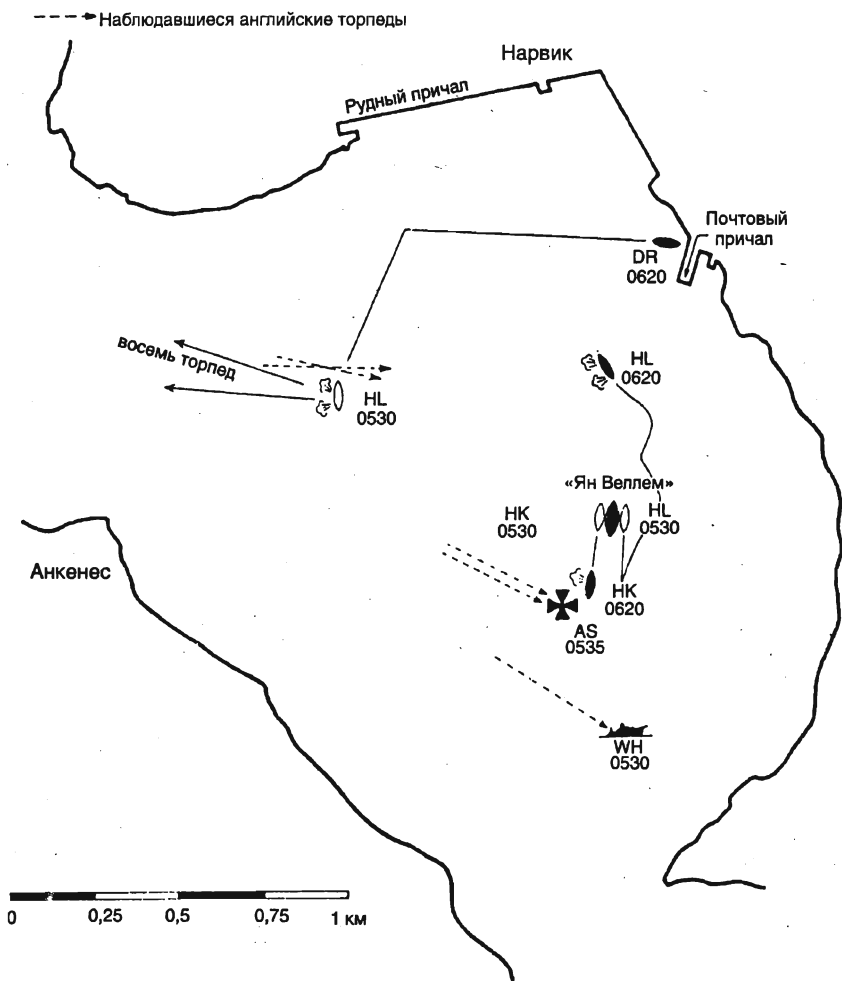 Наблюдавшиеся английские торпеды
Нарвик
Рудный причал
Почтовый
причал
DR
0620
восемь торпед
HL
0620
HL
0530
«Ян Веллем»
HK
0530
HL
0530
Анкенес
HK
0620
AS
0535
WH
0530
0
0,25
0,5
0,75
1 км